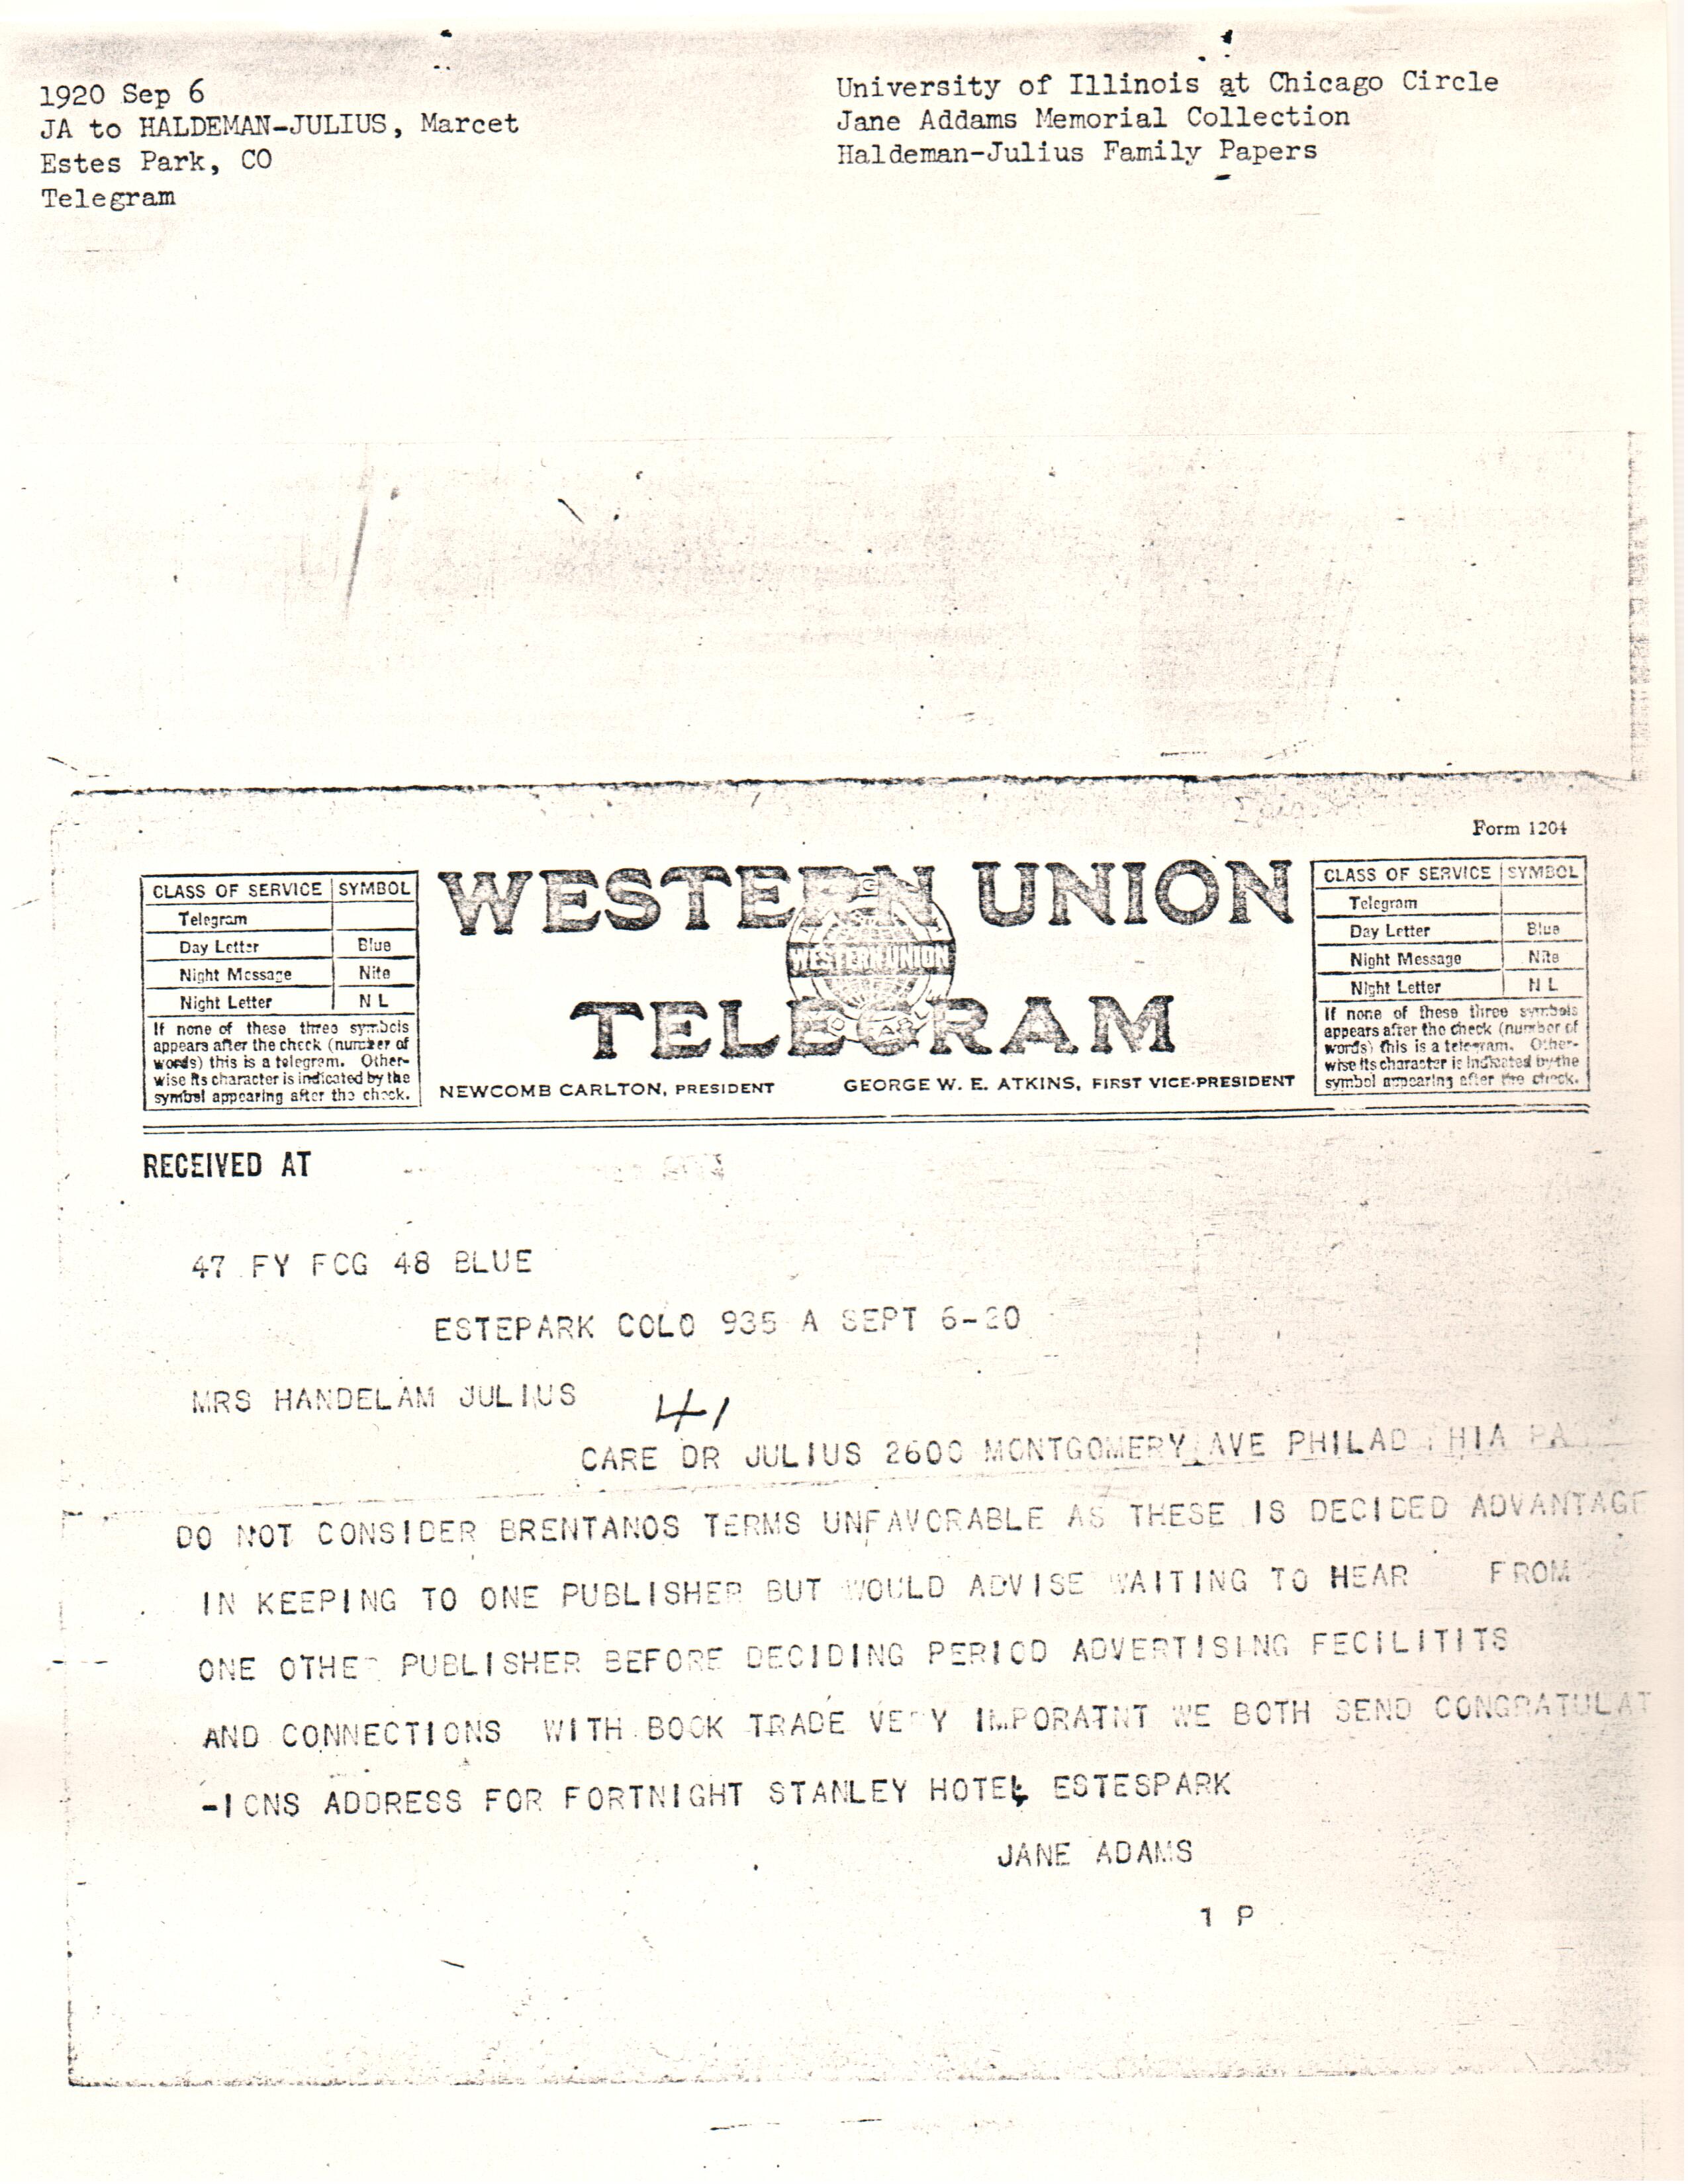 1920 Sep 6
JA to HALDEMAN-JULIUS, Marcet
Estes Park, CO
Telegram
University of Illinois at Chicago Circle
Jane Addams Memorial Collection
Haldeman-Julius Family Papers
Form 1204
CLASS OF SERVICE SYMBOL
Telegram
Day Letter Blue
Night Message Nite
Night Letter N L
If none of these three symbols
appears after the check (number of
words) this is a telegram. Other-
wise its character is indicated by the
symbol appearing after the check.
WESTERN UNION
WESTERN UNION
TELEGRAM
NEWCOMB CARLTON, PRESIDENT GEORGE W. E. ATKINS, FIRST VICE-PRESIDENT
CLASS OF SERVICE SYMBOL
Telegram
Day Letter Blue
Night Message Nite
Night Letter N L
If none of these three symbols
appears after the check (number of
words) this is a telegram. Other-
wise its character is indicated by the
symbol appearing after the check.
RECEIVED AT
47 FY FCG 48 BLUE
ESTEPARK COLO 935 A SEPT 6-20
MRS HANDELAM JULIUS
41
CARE DR JULIUS 2600 MONTGOMERY AVE PHILAD PHIA PA
DO NOT CONSIDER BRENTANOS TERMS UNFAVORABLE AS THESE IS DECIDED ADVANTAGE
IN KEEPING TO ONE PUBLISHER BUT WOULD ADVISE WAITING TO HEAR FROM
ONE OTHER PUBLISHER BEFORE DECIDING PERIOD ADVERTISING FECILITITS
AND CONNECTIONS WITH BOOK TRADE VERY IMPORATNT WE BOTH SEND CONGRATULAT
-IONS ADDRESS FOR FORTNIGHT STANLEY HOTEL ESTESPARK
JANE ADAMS
1 P